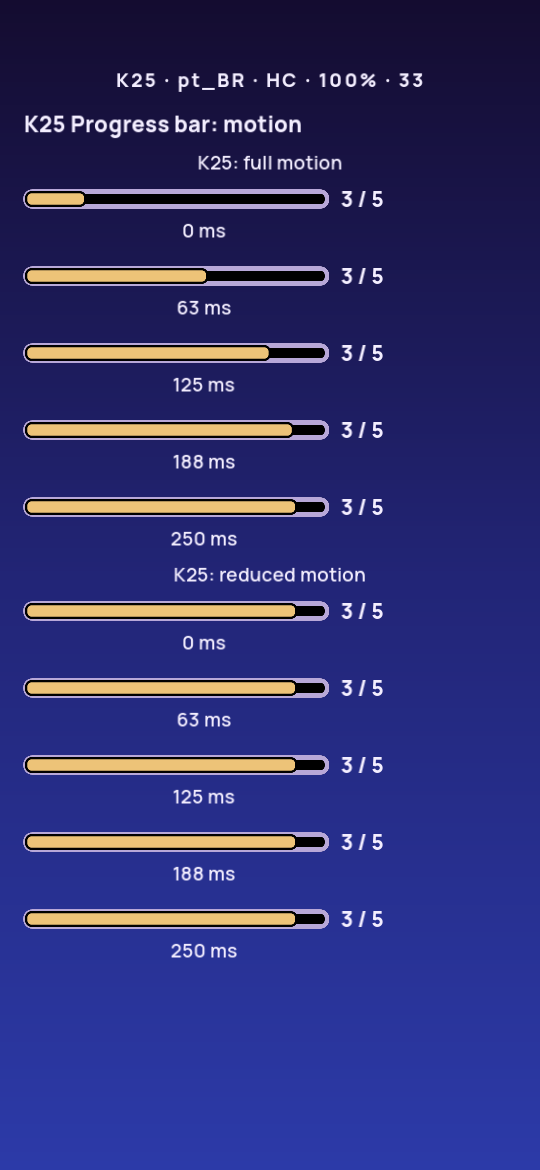 K25 · pt_BR · HC · 100% · 33
K25 Progress bar: motion
K25: full motion
3 / 5
0 ms
3 / 5
63 ms
3 / 5
125 ms
3 / 5
188 ms
3 / 5
250 ms
K25: reduced motion
3 / 5
0 ms
3 / 5
63 ms
3 / 5
125 ms
3 / 5
188 ms
3 / 5
250 ms